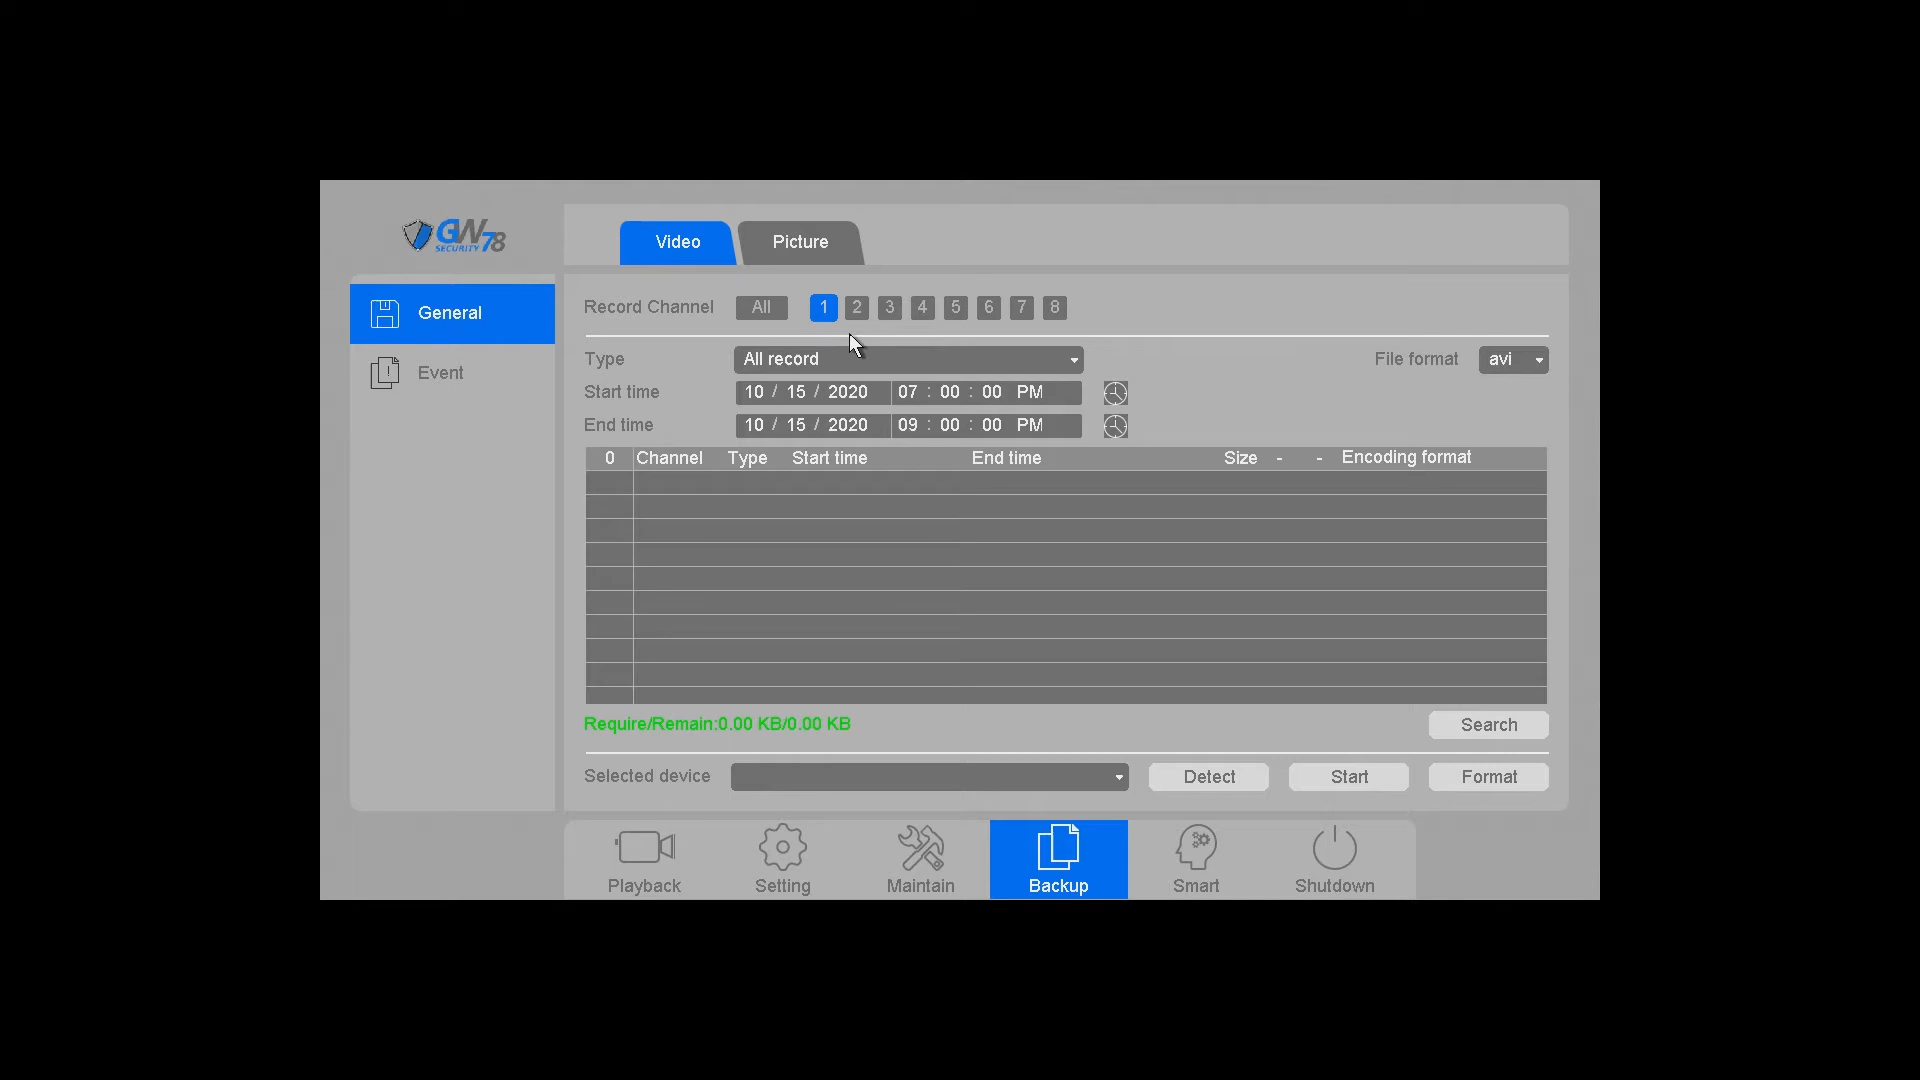 GW78
SECURITY
Video Picture
General
Event
Record Channel All 1 2 3 4 5 6 7 8
Type All record File format avi
Start time 10 / 15 / 2020 07 : 00 : 00 PM
End time 10 / 15 / 2020 09 : 00 : 00 PM
0 Channel Type Start time End time Size - - Encoding format
Require/Remain:0.00 KB/0.00 KB Search
Selected device Detect Start Format
Playback Setting Maintain Backup Smart Shutdown